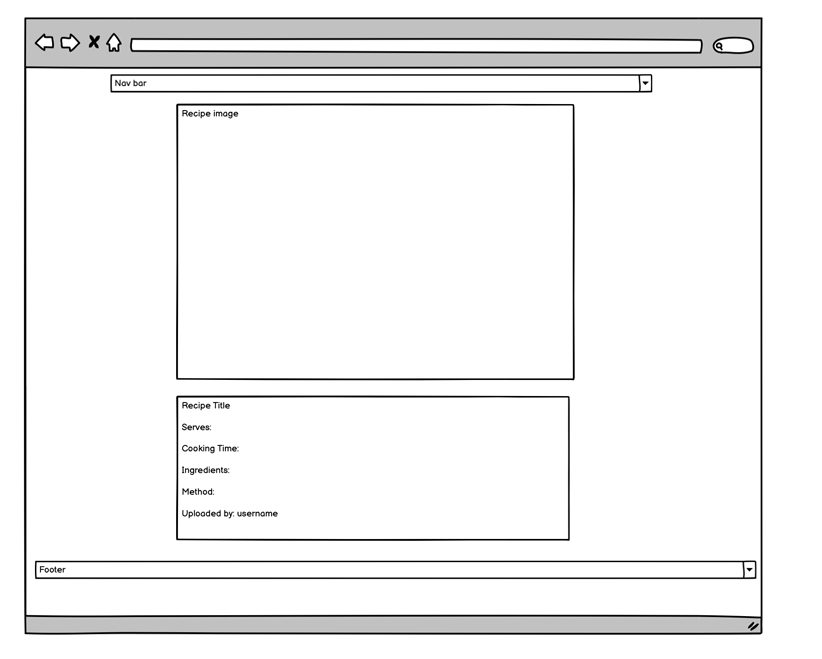 Nav bar
Recipe image
Recipe Title
Serves:
Cooking Time:
Ingredients:
Method:
Uploaded by: username
Footer